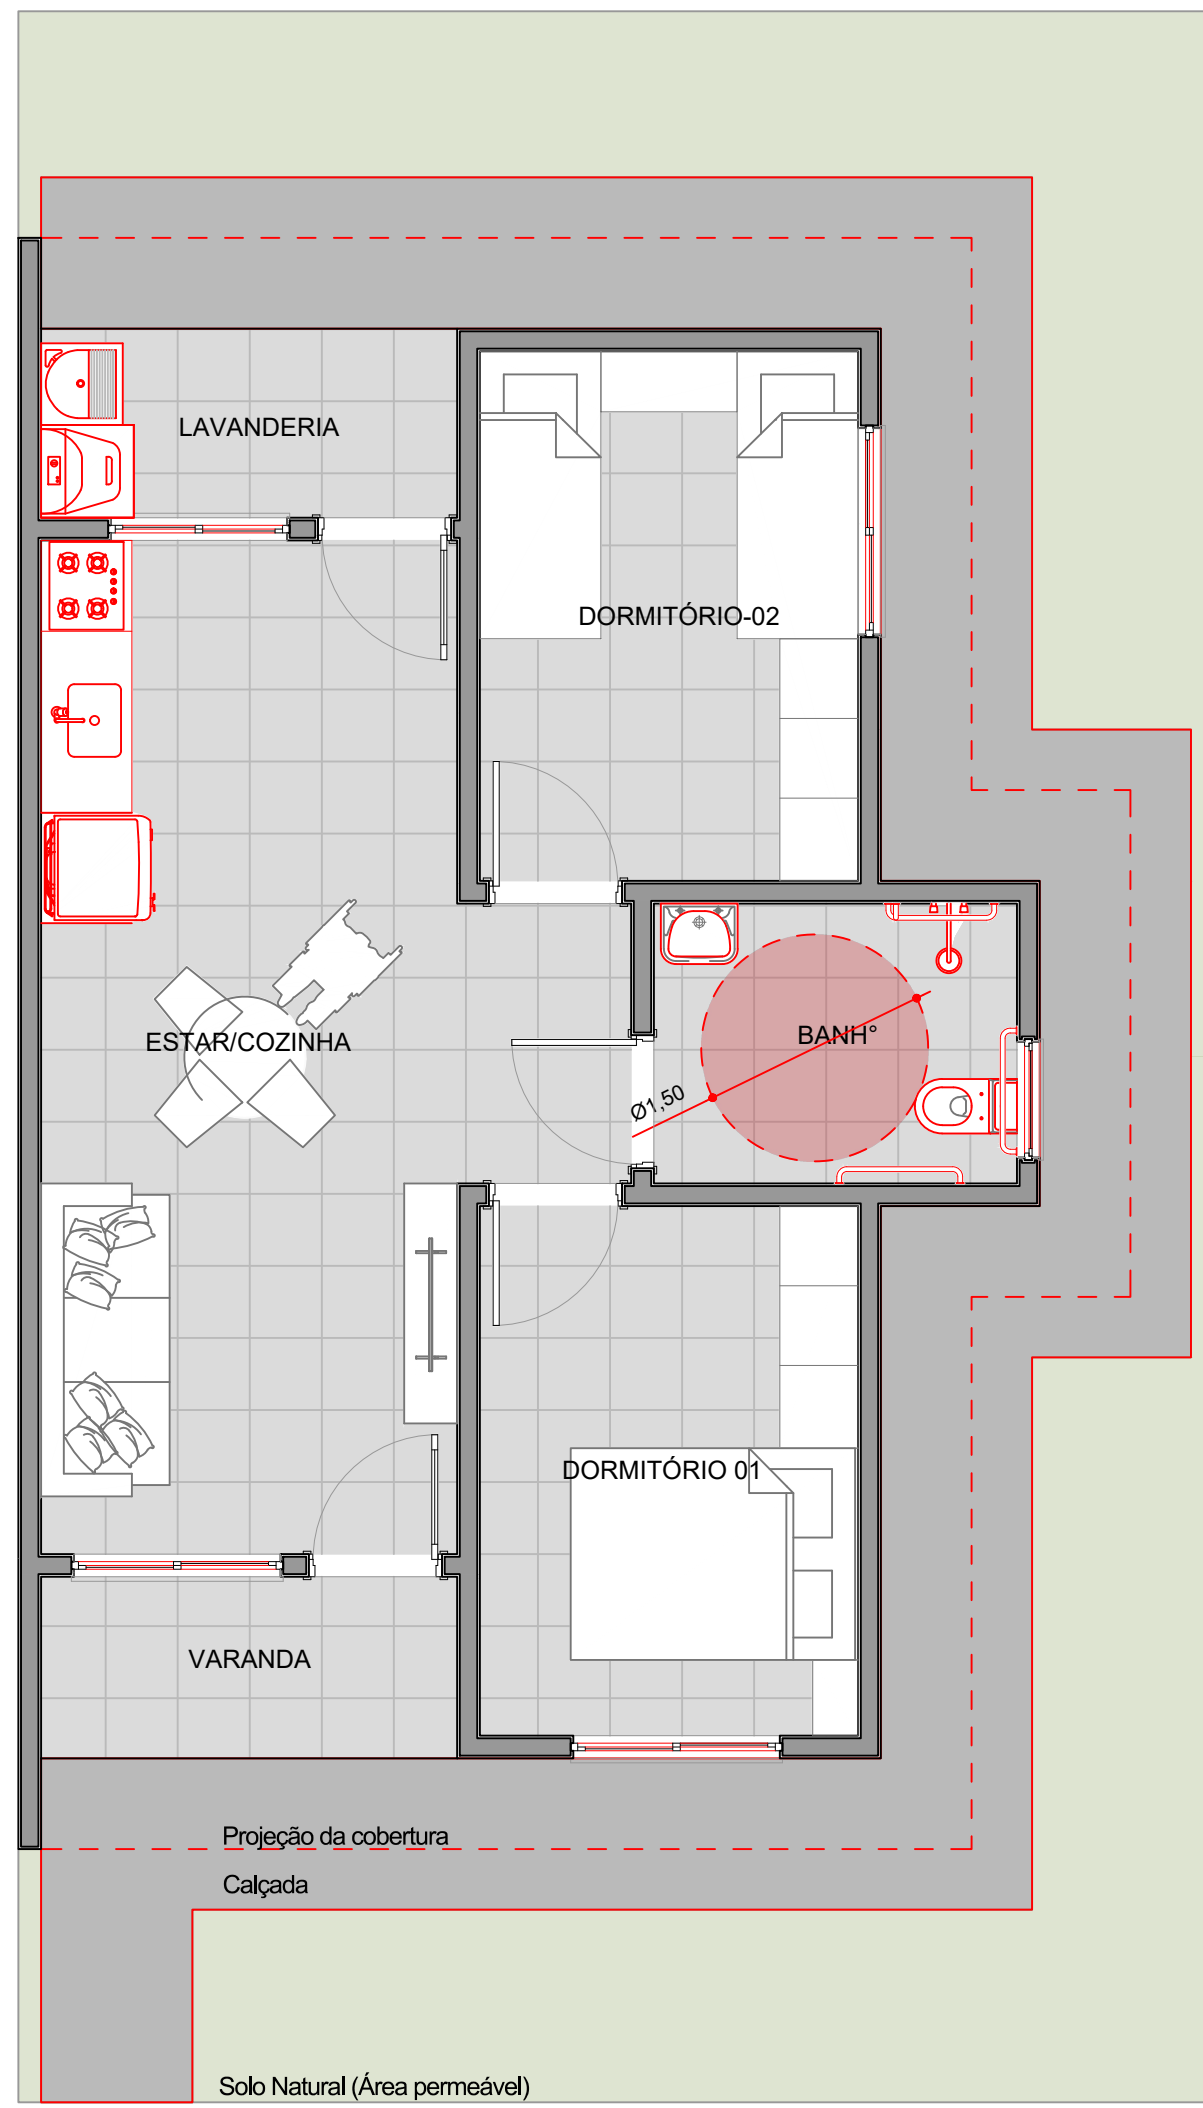 LAVANDERIA
DORMITÓRIO-02
ESTAR/COZINHA
BANH°
Ø1,50
DORMITÓRIO 01
VARANDA
Projeção da cobertura
Calçada
Solo Natural (Área permeável)